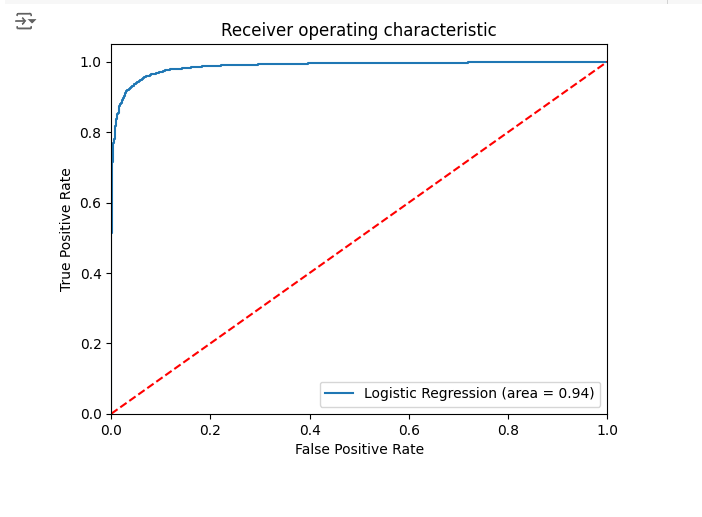 Receiver operating characteristic
1.0
0.8
0.6
0.4
0.2
0.0
True Positive Rate
Logistic Regression (area = 0.94)
0.0 0.2 0.4 0.6 0.8 1.0
False Positive Rate